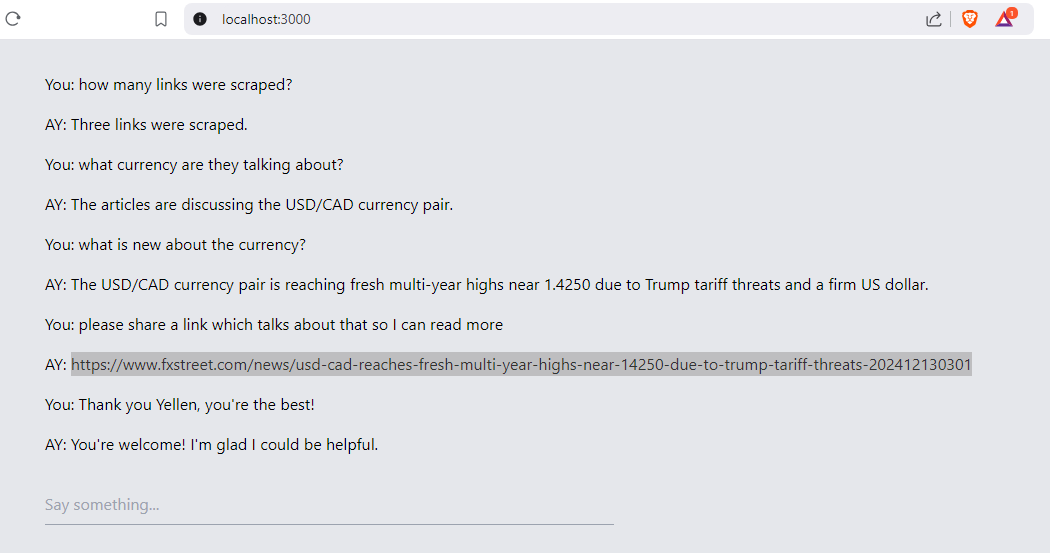 localhost:3000
1
You: how many links were scraped?
AY: Three links were scraped.
You: what currency are they talking about?
AY: The articles are discussing the USD/CAD currency pair.
You: what is new about the currency?
AY: The USD/CAD currency pair is reaching fresh multi-year highs near 1.4250 due to Trump tariff threats and a firm US dollar.
You: please share a link which talks about that so I can read more
AY: https://www.fxstreet.com/news/usd-cad-reaches-fresh-multi-year-highs-near-14250-due-to-trump-tariff-threats-202412130301
You: Thank you Yellen, you're the best!
AY: You're welcome! I'm glad I could be helpful.
Say something...